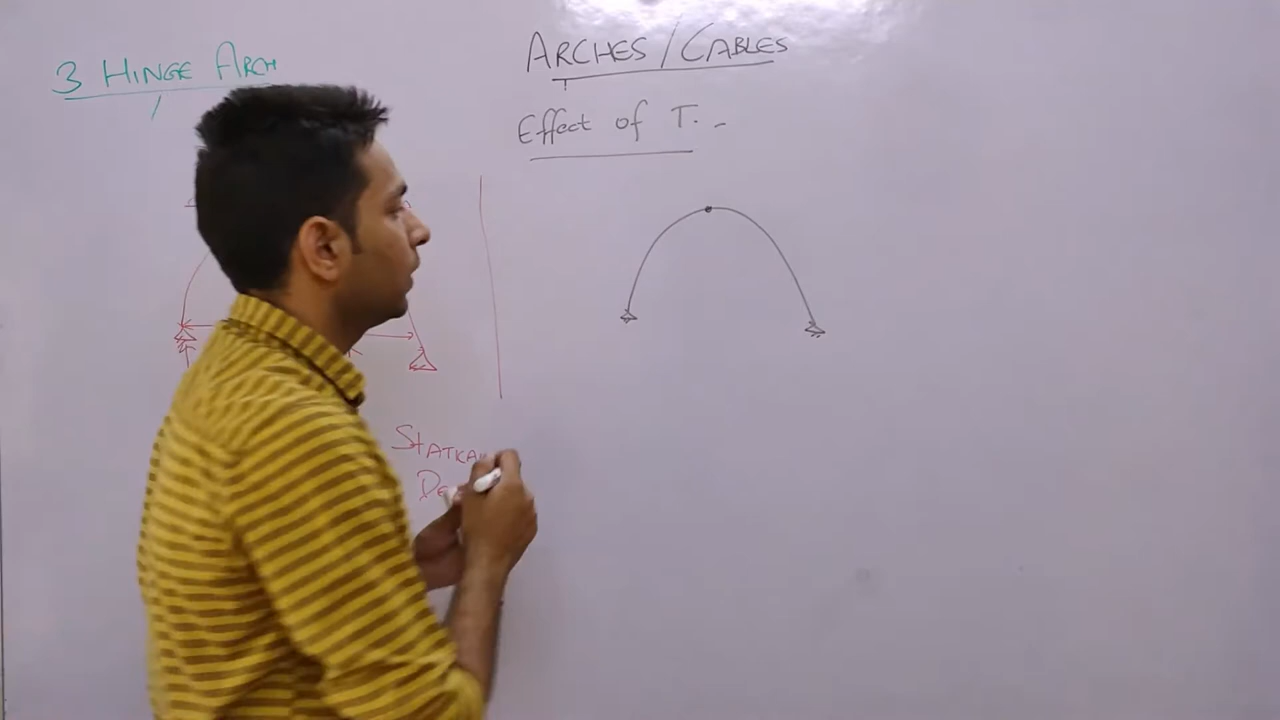 3 HINGE ARCH
ARCHES / CABLES
Effect of T. -